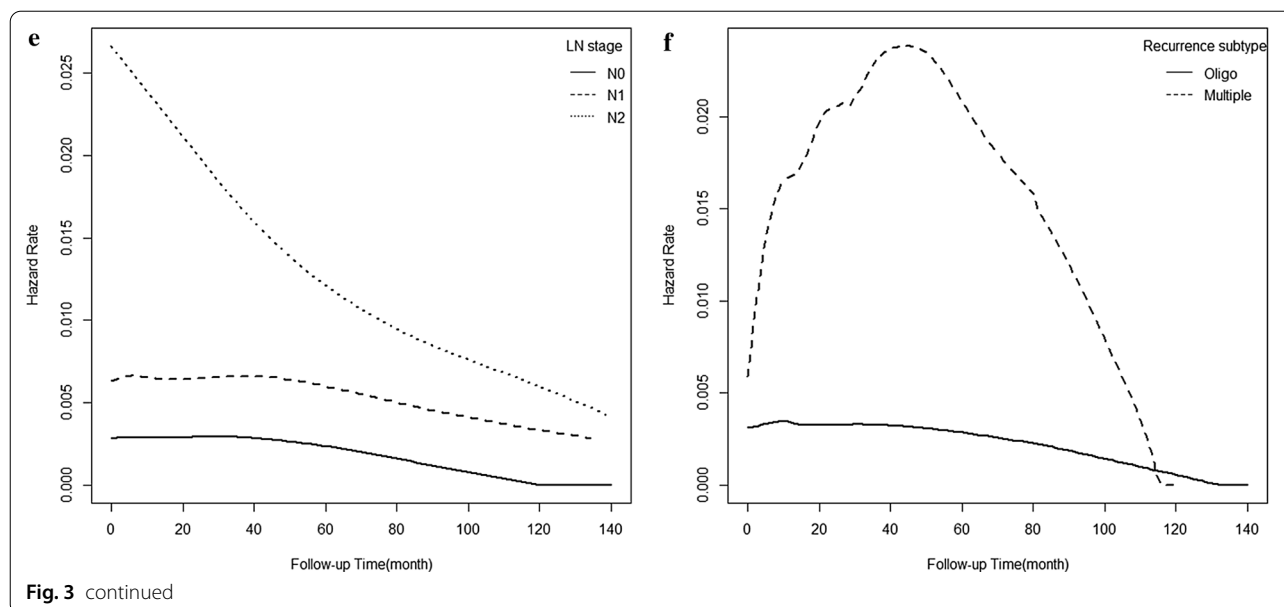 e
LN stage
N0
N1
N2
Hazard Rate
0.025
0.020
0.015
0.010
0.005
0.000
0 20 40 60 80 100 120 140
Follow-up Time(month)
f
Recurrence subtype
Oligo
Multiple
Hazard Rate
0.020
0.015
0.010
0.005
0.000
0 20 40 60 80 100 120 140
Follow-up Time(month)
Fig. 3 continued